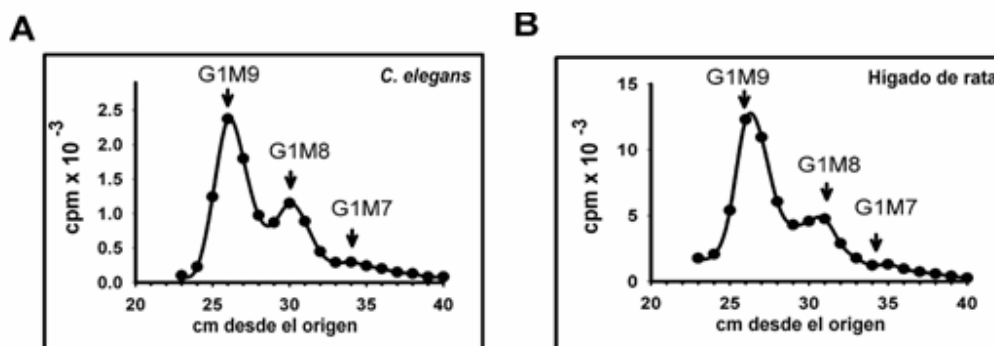 A
C. elegans
G1M9
G1M8
G1M7
cpm x 10 -3
2.5
2.0
1.5
1.0
0.5
0.0
20 25 30 35 40
cm desde el origen
B
Hígado de rata
G1M9
G1M8
G1M7
cpm x 10 -3
15
10
5
0
20 25 30 35 40
cm desde el origen